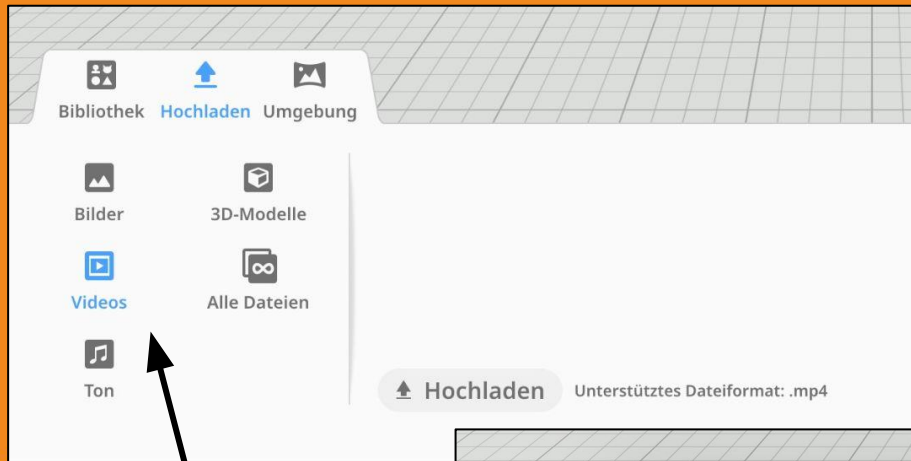 Bibliothek Hochladen Umgebung
Bilder 3D-Modelle
Videos Alle Dateien
Ton
Hochladen Unterstütztes Dateiformat: .mp4